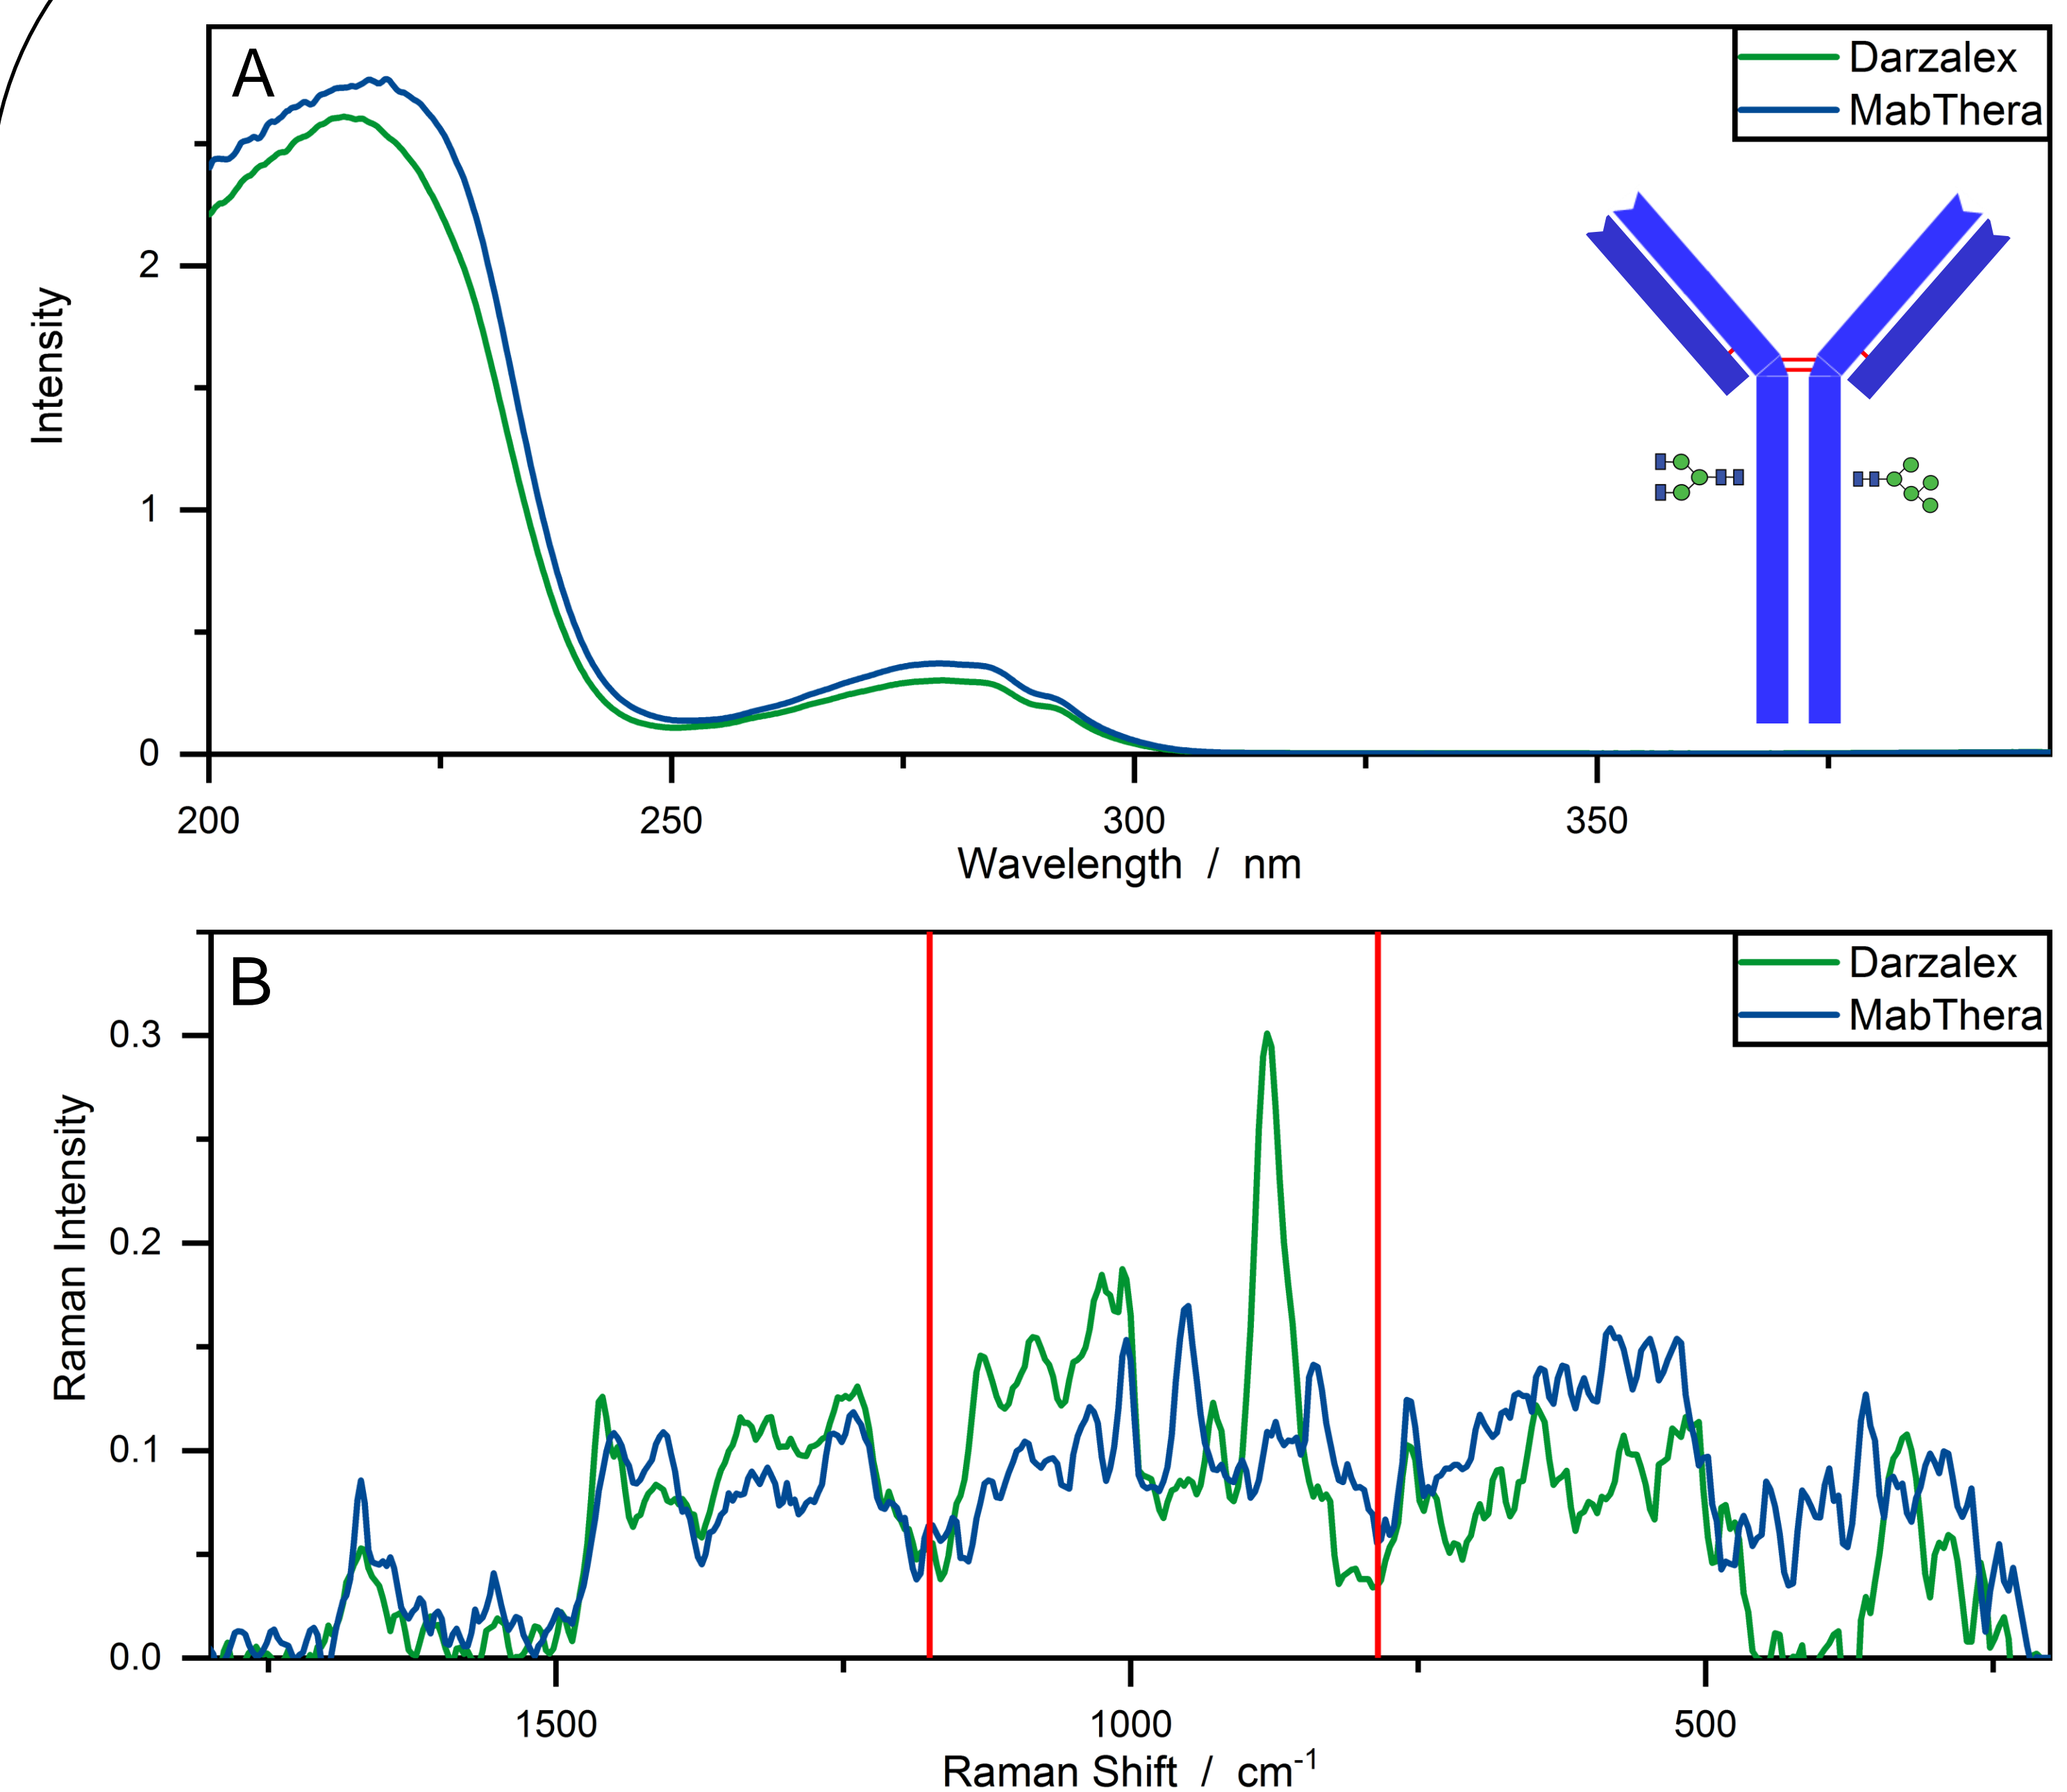 A
Darzalex
MabThera
Intensity
2
1
0
200 250 300 350
Wavelength / nm
B
Darzalex
MabThera
Raman Intensity
0.3
0.2
0.1
0.0
1500 1000 500
Raman Shift / cm⁻¹